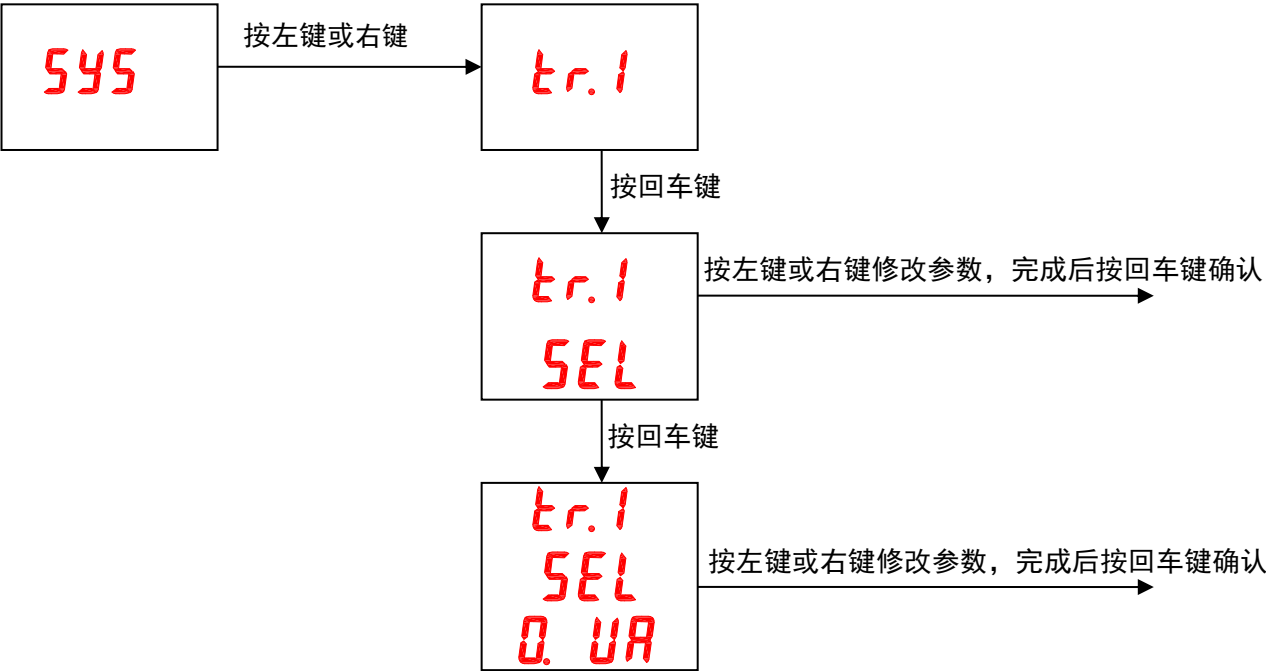 SYS
按左键或右键
tr.1
按回车键
tr.1
SEL
按左键或右键修改参数，完成后按回车键确认
按回车键
tr.1
SEL
0. UA
按左键或右键修改参数，完成后按回车键确认